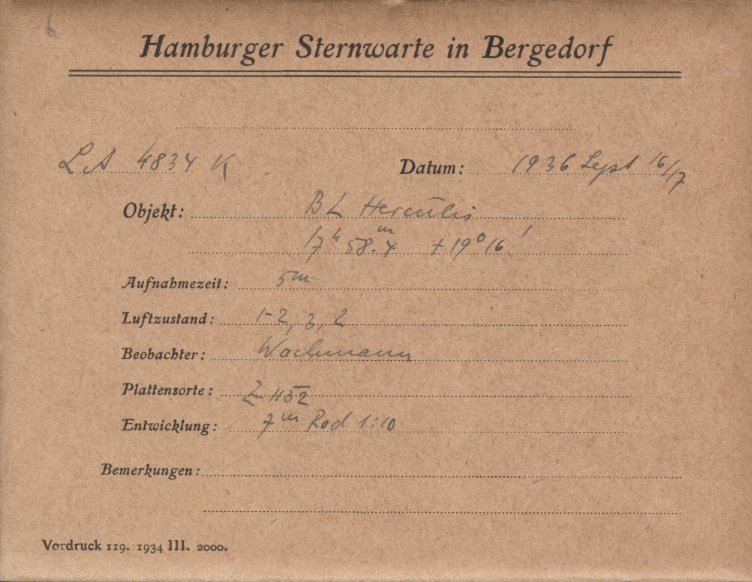 Hamburger Sternwarte in Bergedorf
LA 4834 K Datum: 1936 Sept 16/17
Objekt: BL Herculis
17h 58.m4 +19° 16'
Aufnahmezeit: 5m
Luftzustand: 1-2, 3, 2
Beobachter: Wachmann
Plattensorte: 
Entwicklung: 7m Rod 1:10
Bemerkungen:
Vordruck 119. 1934 III. 2000.